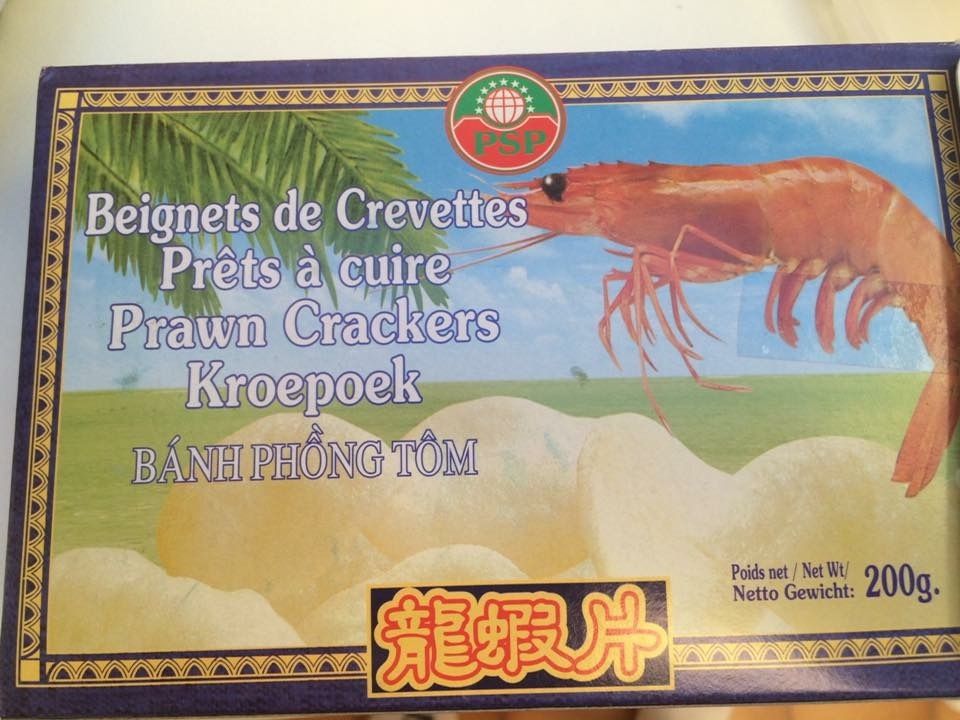 PSP
Beignets de Crevettes
Prêts à cuire
Prawn Crackers
Kroepoek
BÁNH PHỒNG TÔM
Poids net / Net Wt/
Netto Gewicht: 200g.
龍蝦片